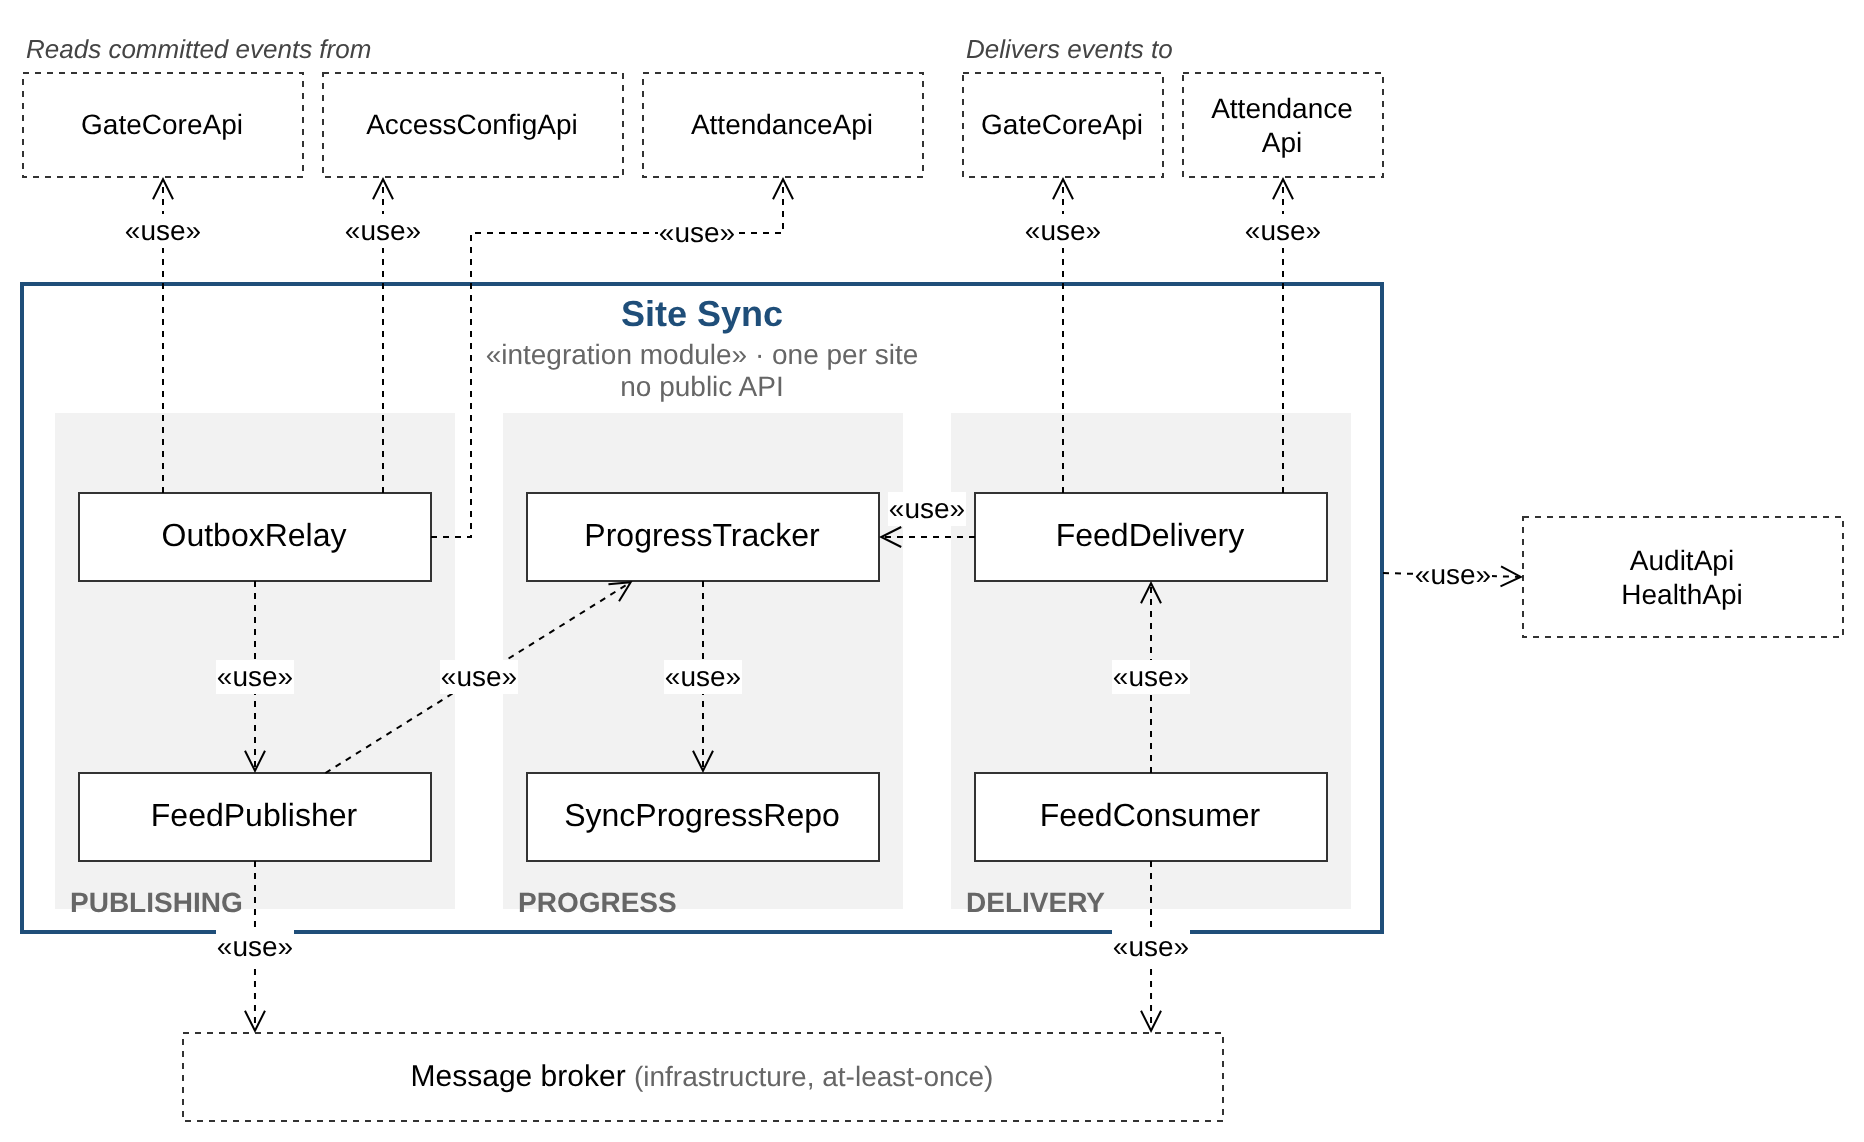 Reads committed events from
Delivers events to
GateCoreApi
AccessConfigApi
AttendanceApi
GateCoreApi
Attendance
Api
«use»
«use»
«use»
«use»
«use»
Site Sync
«integration module» · one per site
no public API
«use»
OutboxRelay
ProgressTracker
FeedDelivery
«use»
AuditApi
HealthApi
«use»
«use»
«use»
«use»
FeedPublisher
SyncProgressRepo
FeedConsumer
PUBLISHING
PROGRESS
DELIVERY
«use»
«use»
Message broker (infrastructure, at-least-once)